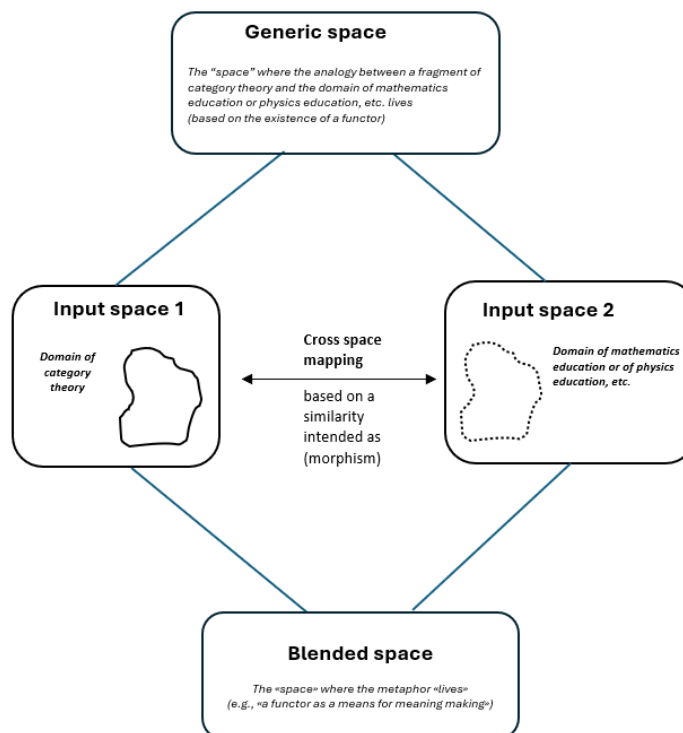 Generic space
The “space” where the analogy between a fragment of
category theory and the domain of mathematics
education or physics education, etc. lives
(based on the existence of a functor)
Input space 1
Domain of
category
theory
Cross space
mapping
based on a
similarity
intended as
(morphism)
Input space 2
Domain of mathematics
education or of physics
education, etc.
Blended space
The «space» where the metaphor «lives»
(e.g., «a functor as a means for meaning making»)